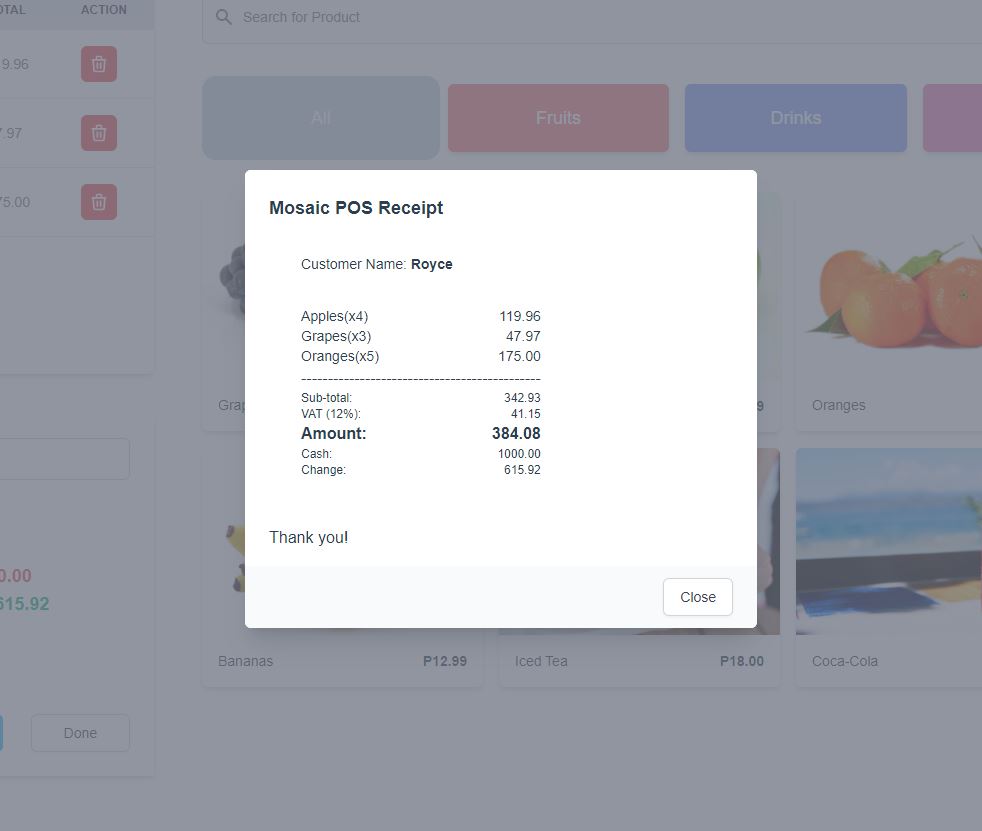 ACTION
Search for Product
9.96
7.97
75.00
All
Fruits
Drinks
Mosaic POS Receipt
Customer Name: Royce
Apples(x4) 119.96
Grapes(x3) 47.97
Oranges(x5) 175.00
---------------------------------------------
Sub-total: 342.93
VAT (12%): 41.15
Amount: 384.08
Cash: 1000.00
Change: 615.92
Thank you!
Close
Oranges
0.00
615.92
Bananas P12.99
Iced Tea P18.00
Coca-Cola
Done